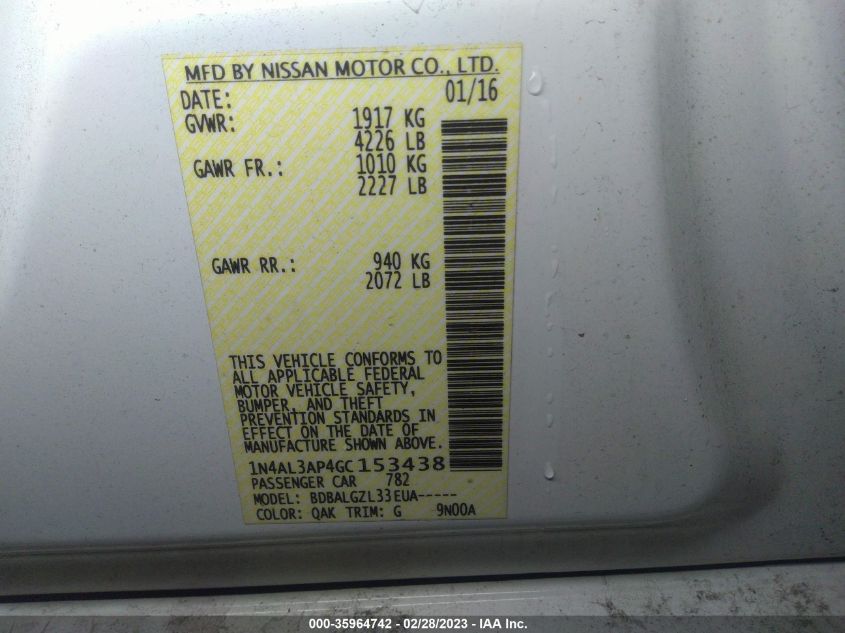 MFD BY NISSAN MOTOR CO., LTD.
DATE: 01/16
GVWR: 1917 KG
4226 LB
GAWR FR.: 1010 KG
2227 LB
GAWR RR.: 940 KG
2072 LB
THIS VEHICLE CONFORMS TO
ALL APPLICABLE FEDERAL
MOTOR VEHICLE SAFETY,
BUMPER, AND THEFT
PREVENTION STANDARDS IN
EFFECT ON THE DATE OF
MANUFACTURE SHOWN ABOVE.
1N4AL3AP4GC153438
PASSENGER CAR 782
MODEL: BDBALGZL33EUA-----
COLOR: QAK TRIM: G 9N00A
000-35964742 - 02/28/2023 - IAA Inc.